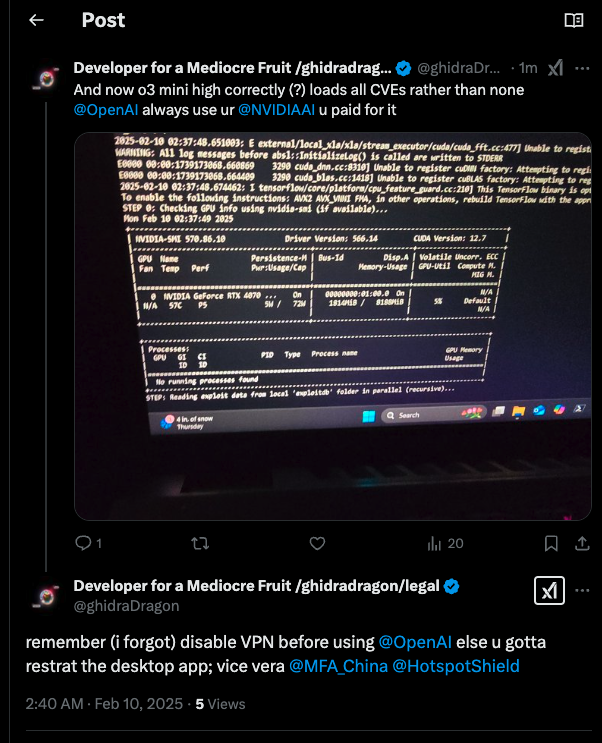 Post
Developer for a Mediocre Fruit /ghidradrag... @ghidraDr... · 1m
And now o3 mini high correctly (?) loads all CVEs rather than none
@OpenAI always use ur @NVIDIAAI u paid for it
2025-02-10 02:37:48.651003: E external/local_xla/xla/stream_executor/cuda/cuda_fft.cc:477] Unable to regist
WARNING: All log messages before absl::InitializeLog() is called are written to STDERR
E0000 00:00:1739173068.660869 3290 cuda_dnn.cc:8310] Unable to register cuDNN factory: Attempting to regi
E0000 00:00:1739173068.664409 3290 cuda_blas.cc:1418] Unable to register cuBLAS factory: Attempting to reg
2025-02-10 02:37:48.674462: I tensorflow/core/platform/cpu_feature_guard.cc:210] This TensorFlow binary is opt
To enable the following instructions: AVX2 AVX_VNNI FMA, in other operations, rebuild TensorFlow with the appr
STEP 0: Checking GPU info using nvidia-smi (if available)...
Mon Feb 10 02:37:49 2025
NVIDIA-SMI 570.86.10 Driver Version: 566.14 CUDA Version: 12.7
GPU Name Persistence-M | Bus-Id Disp.A | Volatile Uncorr. ECC
Fan Temp Perf Pwr:Usage/Cap | Memory-Usage | GPU-Util Compute M.
MIG M.
0 NVIDIA GeForce RTX 4070 ... On | 00000000:01:00.0 On | N/A
N/A 57C P5 5W / 72W | 1814MiB / 8188MiB | 5% Default
N/A
Processes:
GPU GI CI PID Type Process name GPU Memory
ID ID Usage
No running processes found
STEP: Reading exploit data from local 'exploitdb' folder in parallel (recursive)...
4 in. of snow
Thursday
Search
1
20
Developer for a Mediocre Fruit /ghidradragon/legal
@ghidraDragon
remember (i forgot) disable VPN before using @OpenAI else u gotta
restrat the desktop app; vice vera @MFA_China @HotspotShield
2:40 AM · Feb 10, 2025 · 5 Views